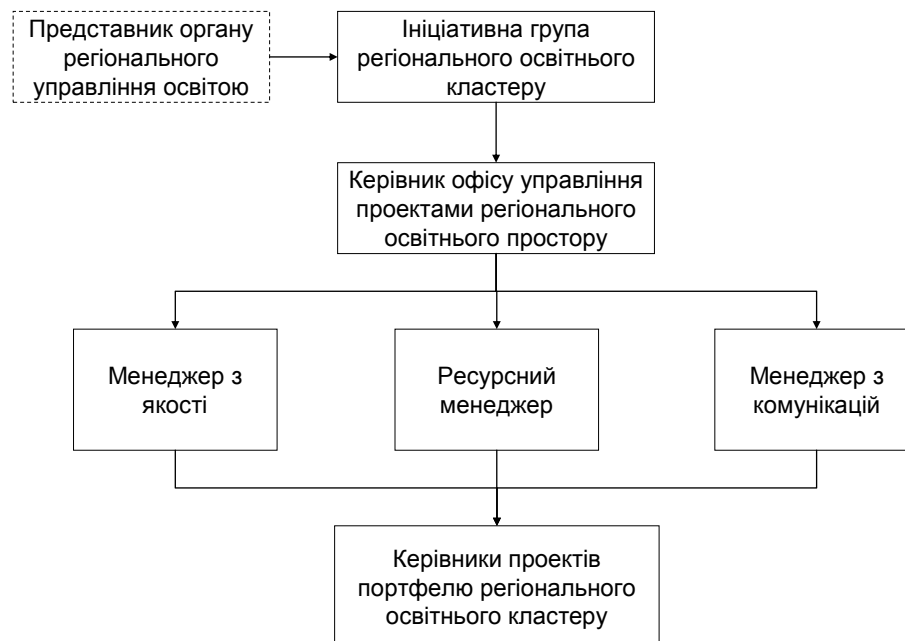 Представник органу
регіонального
управління освітою
Ініціативна група
регіонального освітнього
кластеру
Керівник офісу управління
проектами регіонального
освітнього простору
Менеджер з
якості
Ресурсний
менеджер
Менеджер з
комунікацій
Керівники проектів
портфелю регіонального
освітнього кластеру